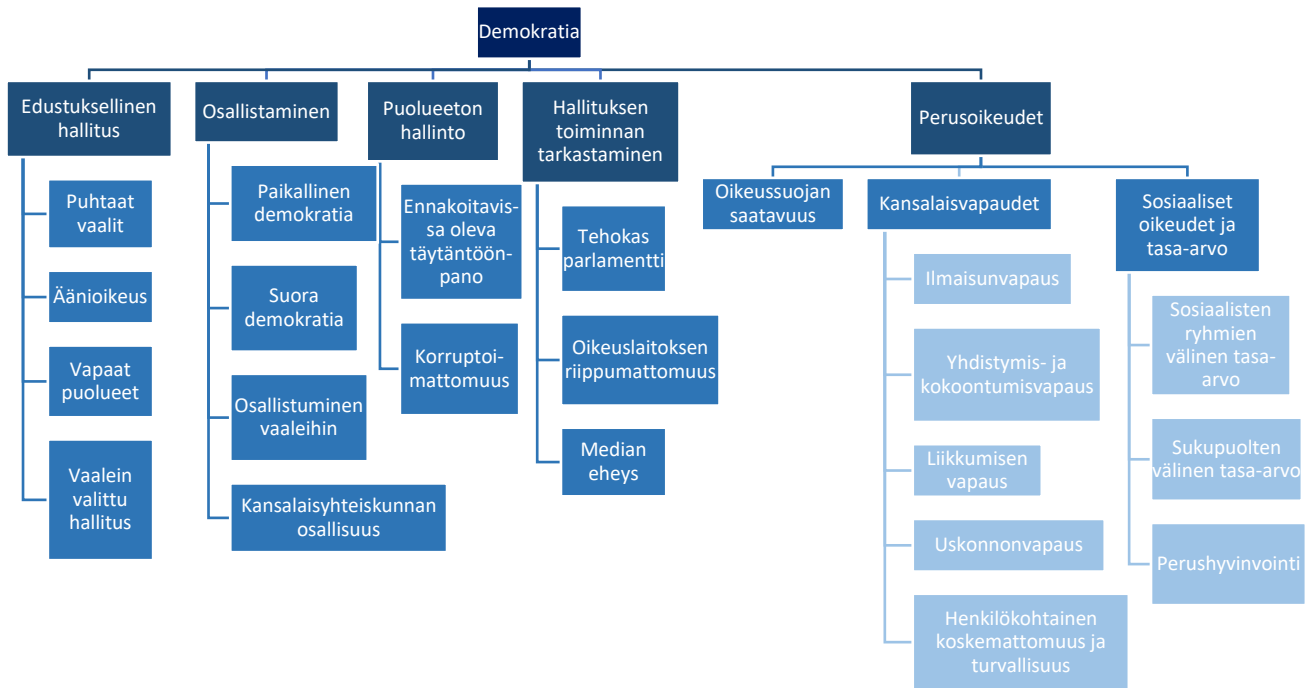 Demokratia
Edustuksellinen
hallitus
Puhtaat
vaalit
Äänioikeus
Vapaat
puolueet
Vaalein
valittu
hallitus
Osallistaminen
Paikallinen
demokratia
Suora
demokratia
Osallistuminen
vaaleihin
Kansalaisyhteiskunnan
osallisuus
Puolueeton
hallinto
Ennakoitavis-
sa oleva
täytäntöön-
pano
Korruptoi-
mattomuus
Hallituksen
toiminnan
tarkastaminen
Tehokas
parlamentti
Oikeuslaitoksen
riippumattomuus
Median
eheys
Perusoikeudet
Oikeussuojan
saatavuus
Kansalaisvapaudet
Ilmaisunvapaus
Yhdistymis- ja
kokoontumisvapaus
Liikkumisen
vapaus
Uskonnonvapaus
Henkilökohtainen
koskemattomuus ja
turvallisuus
Sosiaaliset
oikeudet ja
tasa-arvo
Sosiaalisten
ryhmien
välinen tasa-
arvo
Sukupuolten
välinen tasa-arvo
Perushyvinvointi